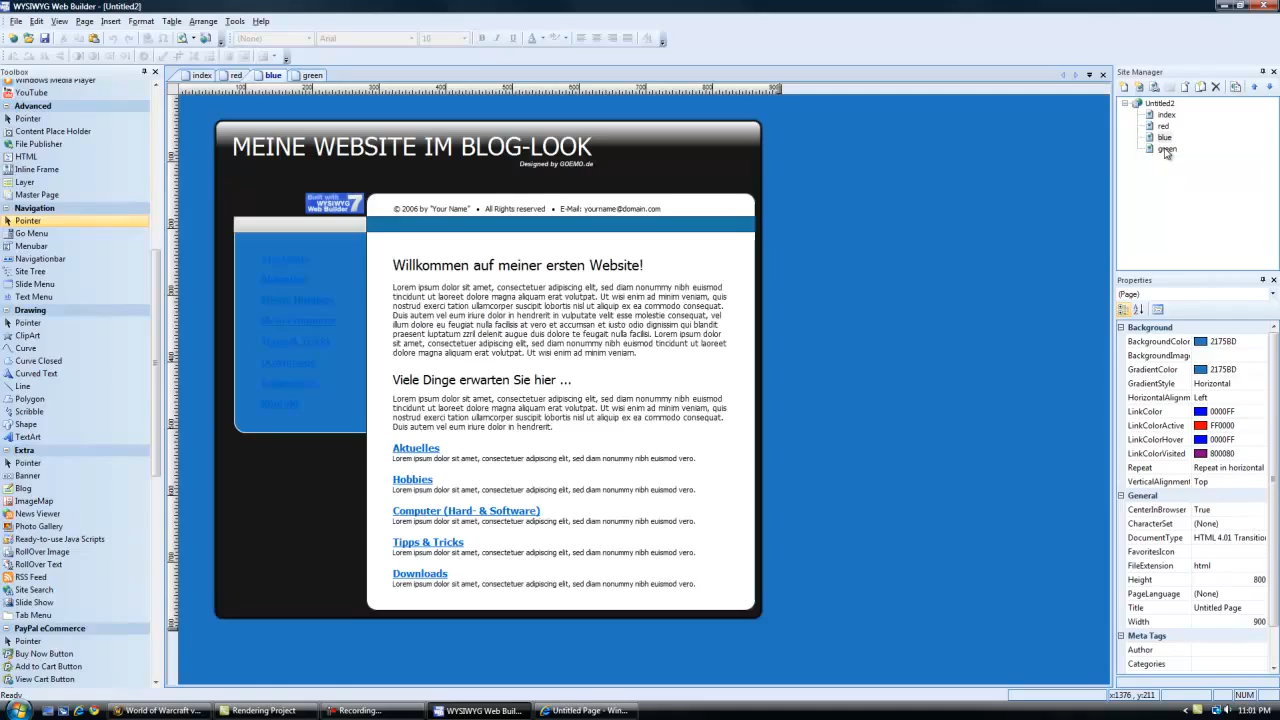 WYSIWYG Web Builder - [Untitled2]
File Edit View Page Insert Format Table Arrange Tools Help
(None) Arial 10
Toolbox
Windows Media Player
YouTube
Advanced
Pointer
Content Place Holder
File Publisher
HTML
Inline Frame
Layer
Master Page
Navigation
Pointer
Go Menu
Menubar
Navigationbar
Site Tree
Slide Menu
Text Menu
Drawing
Pointer
ClipArt
Curve
Curve Closed
Curved Text
Line
Polygon
Scribble
Shape
TextArt
Extra
Pointer
Banner
Blog
ImageMap
News Viewer
Photo Gallery
Ready-to-use Java Scripts
RollOver Image
RollOver Text
RSS Feed
Site Search
Slide Show
Tab Menu
PayPal eCommerce
Pointer
Buy Now Button
Add to Cart Button
View Cart Button
index red blue green
100 200 300 400 500 600 700 800 900
MEINE WEBSITE IM BLOG-LOOK
Designed by GOEMO.de
Built with
WYSIWYG
Web Builder 7
© 2006 by "Your Name" • All Rights reserved • E-Mail: yourname@domain.com
Willkommen auf meiner ersten Website!
Lorem ipsum dolor sit amet, consectetuer adipiscing elit, sed diam nonummy nibh euismod
tincidunt ut laoreet dolore magna aliquam erat volutpat. Ut wisi enim ad minim veniam, quis
nostrud exerci tation ullamcorper suscipit lobortis nisl ut aliquip ex ea commodo consequat.
Duis autem vel eum iriure dolor in hendrerit in vulputate velit esse molestie consequat, vel
illum dolore eu feugiat nulla facilisis at vero et accumsan et iusto odio dignissim qui blandit
praesent luptatum zzril delenit augue duis dolore te feugait nulla facilisi. Lorem ipsum dolor
sit amet, consectetuer adipiscing elit, sed diam nonummy nibh euismod tincidunt ut laoreet
dolore magna aliquam erat volutpat. Ut wisi enim ad minim veniam.
Viele Dinge erwarten Sie hier ...
Lorem ipsum dolor sit amet, consectetuer adipiscing elit, sed diam nonummy nibh euismod
tincidunt ut laoreet dolore magna aliquam erat volutpat. Ut wisi enim ad minim veniam, quis
nostrud exerci tation ullamcorper suscipit lobortis nisl ut aliquip ex ea commodo consequat.
Duis autem vel eum iriure dolor in hendrerit.
Aktuelles
Lorem ipsum dolor sit amet, consectetuer adipiscing elit, sed diam nonummy nibh euismod vero.
Hobbies
Lorem ipsum dolor sit amet, consectetuer adipiscing elit, sed diam nonummy nibh euismod vero.
Computer (Hard- & Software)
Lorem ipsum dolor sit amet, consectetuer adipiscing elit, sed diam nonummy nibh euismod vero.
Tipps & Tricks
Lorem ipsum dolor sit amet, consectetuer adipiscing elit, sed diam nonummy nibh euismod vero.
Downloads
Lorem ipsum dolor sit amet, consectetuer adipiscing elit, sed diam nonummy nibh euismod vero.
Site Manager
Untitled2
index
red
blue
green
Properties
(Page)
Background
BackgroundColor 2175BD
BackgroundImag
GradientColor 2175BD
GradientStyle Horizontal
HorizontalAlignm Left
LinkColor 0000FF
LinkColorActive FF0000
LinkColorHover 0000FF
LinkColorVisited 800080
Repeat Repeat in horizontal
VerticalAlignment Top
General
CenterInBrowser True
CharacterSet (None)
DocumentType HTML 4.01 Transitio
FavoritesIcon
FileExtension html
Height 800
PageLanguage (None)
Title Untitled Page
Width 900
Meta Tags
Author
Categories
Ready
x:1376 , y:211 NUM
World of Warcraft v... Rendering Project Recording... WYSIWYG Web Buil... Untitled Page - Win... 11:01 PM